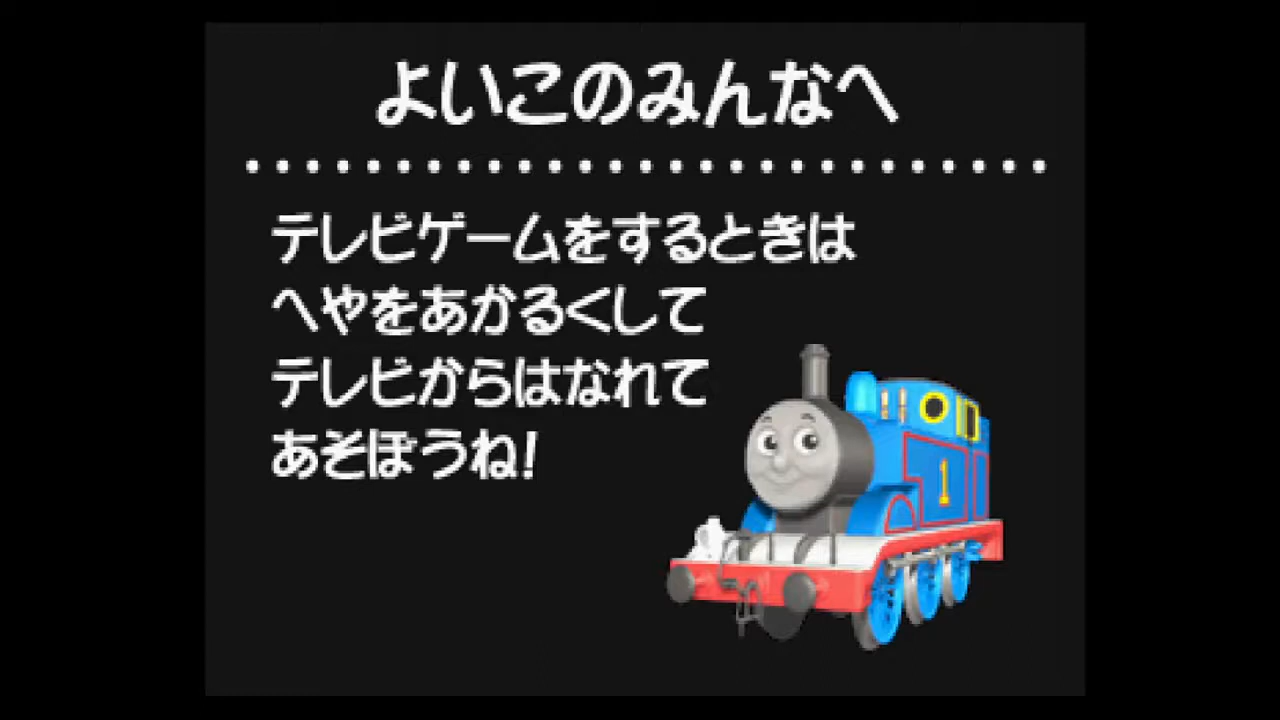 よいこのみんなへ
テレビゲームをするときは
へやをあかるくして
テレビからはなれて
あそぼうね!
1